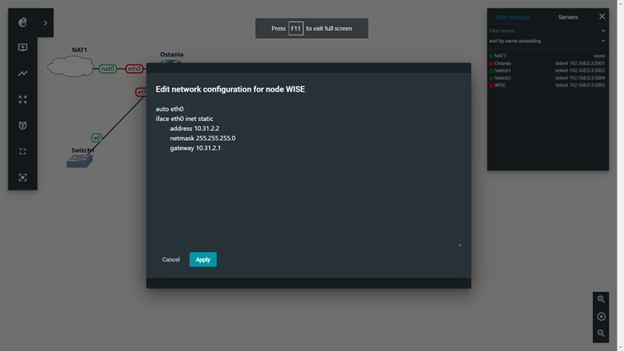 Press F11 to exit full screen
Map topology Servers
Filter nodes
sort by name ascending
NAT1 none
Ostania telnet 192.168.0.3:5001
Switch1 telnet 192.168.0.3:5003
Switch2 telnet 192.168.0.3:5004
WISE telnet 192.168.0.3:5005
NAT1
Ostania
nat0
eth0
e0
Switch1
Edit network configuration for node WISE
auto eth0
iface eth0 inet static
address 10.31.2.2
netmask 255.255.255.0
gateway 10.31.2.1
Cancel
Apply